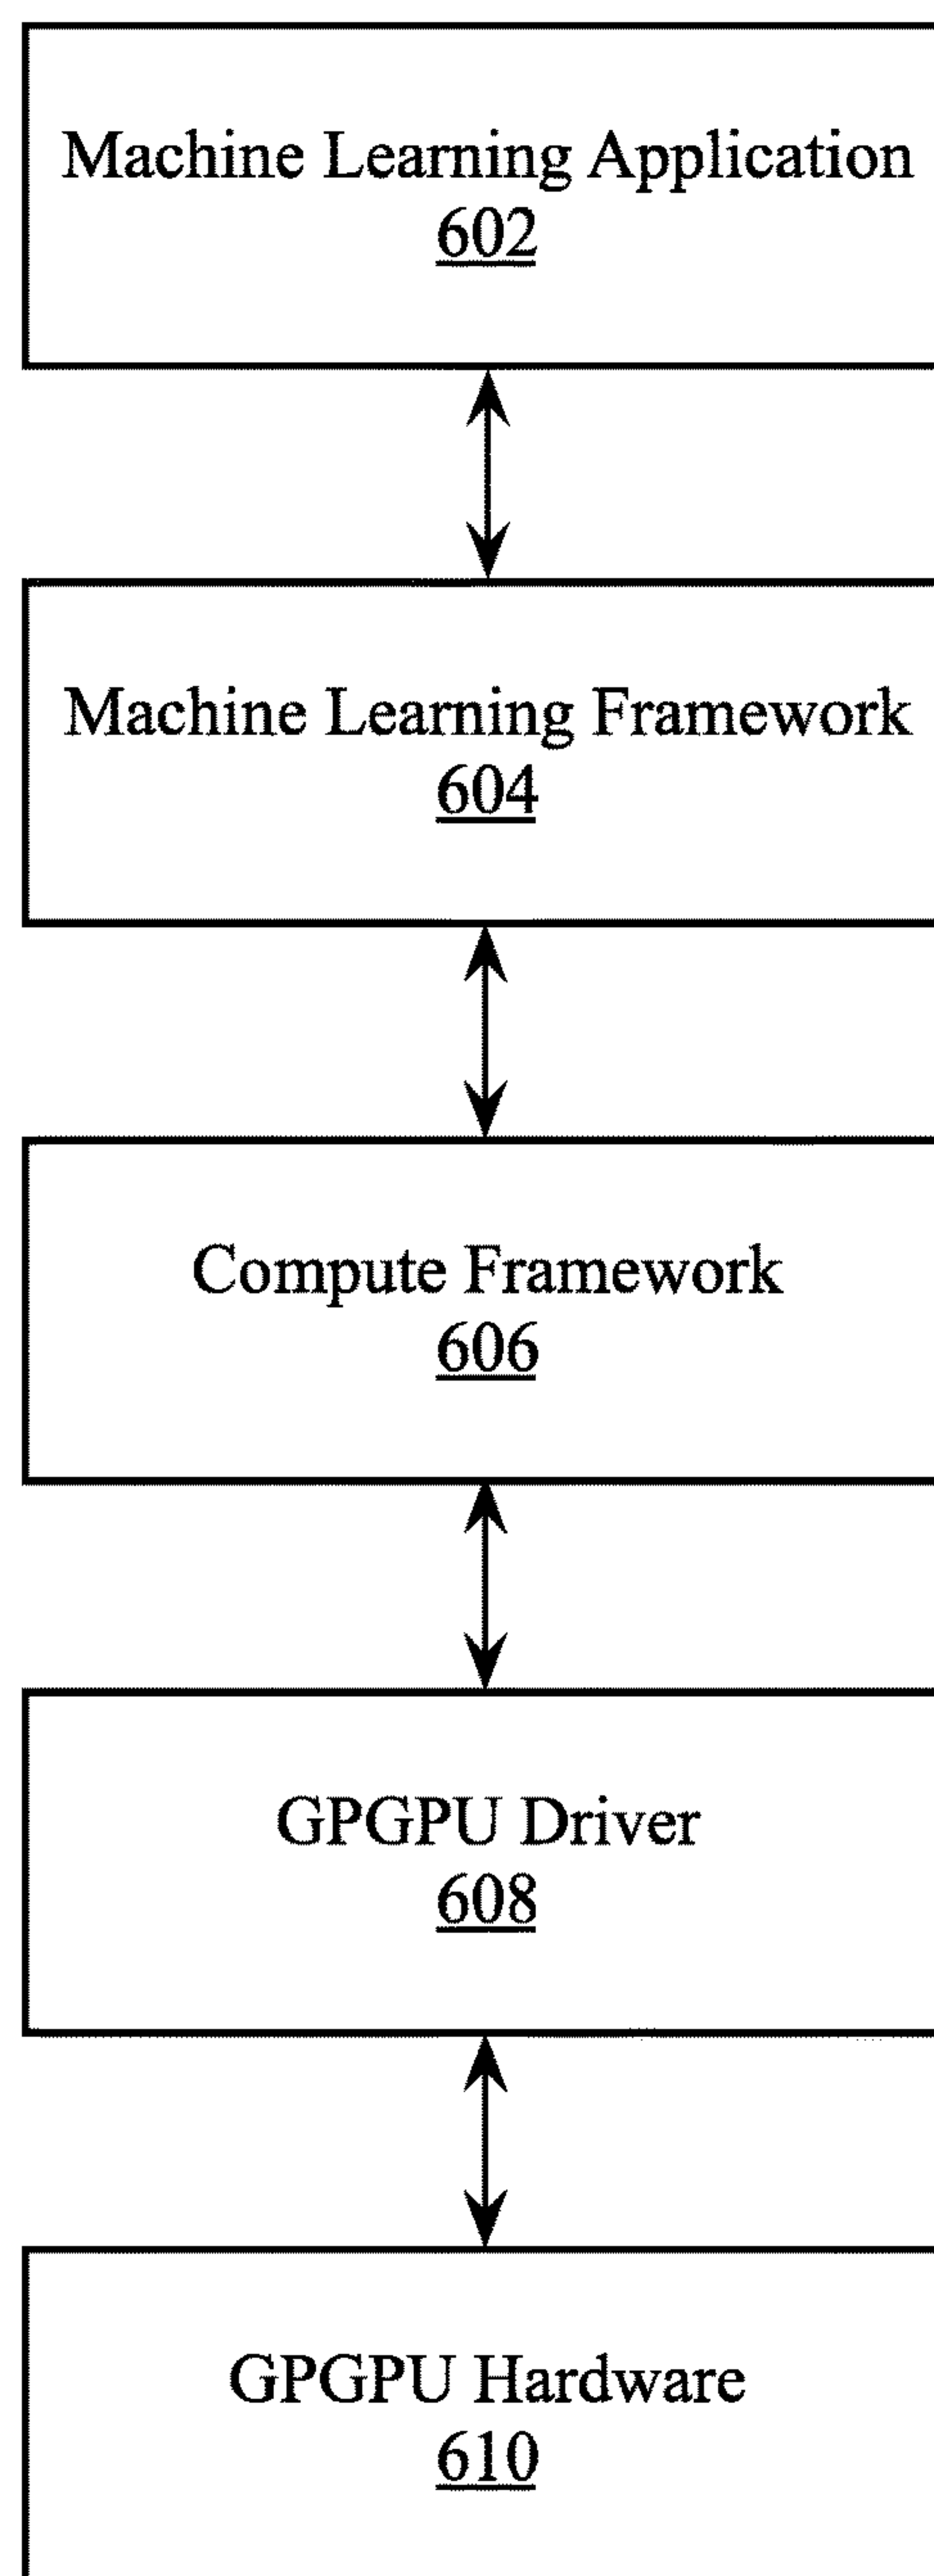 Machine Learning Application
602
Machine Learning Framework
604
Compute Framework
606
GPGPU Driver
608
GPGPU Hardware
610